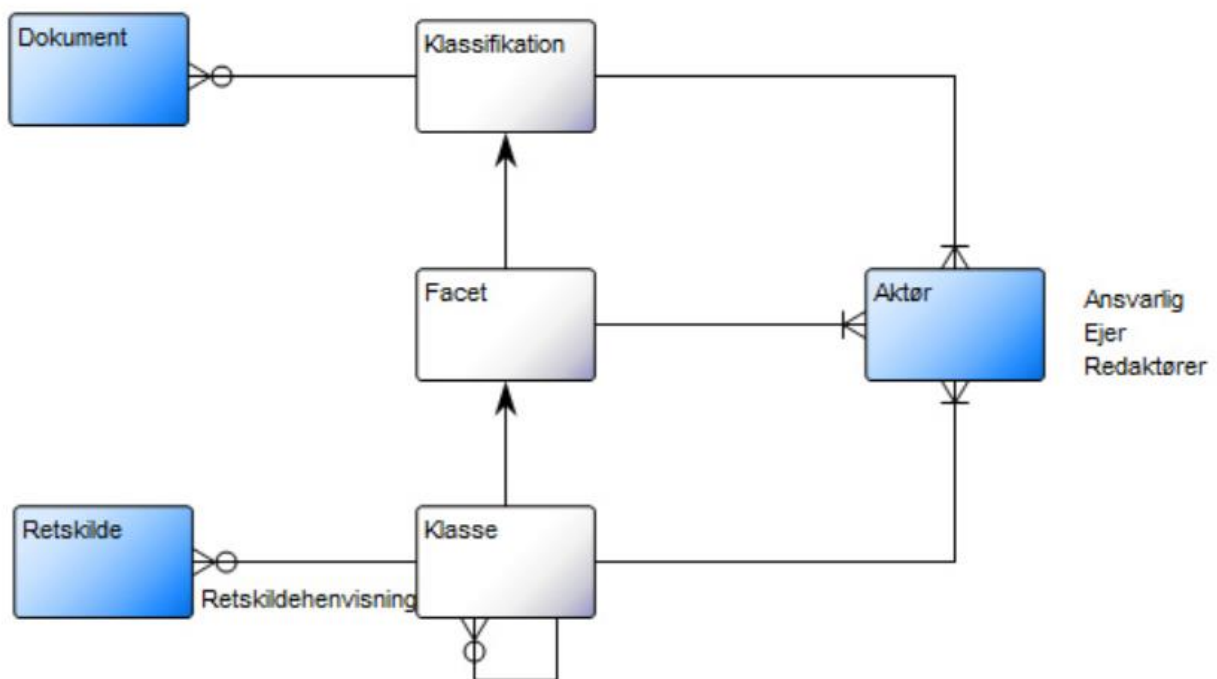 Dokument
Klassifikation
Facet
Aktør
Ansvarlig
Ejer
Redaktører
Retskilde
Klasse
Retskildehenvisning